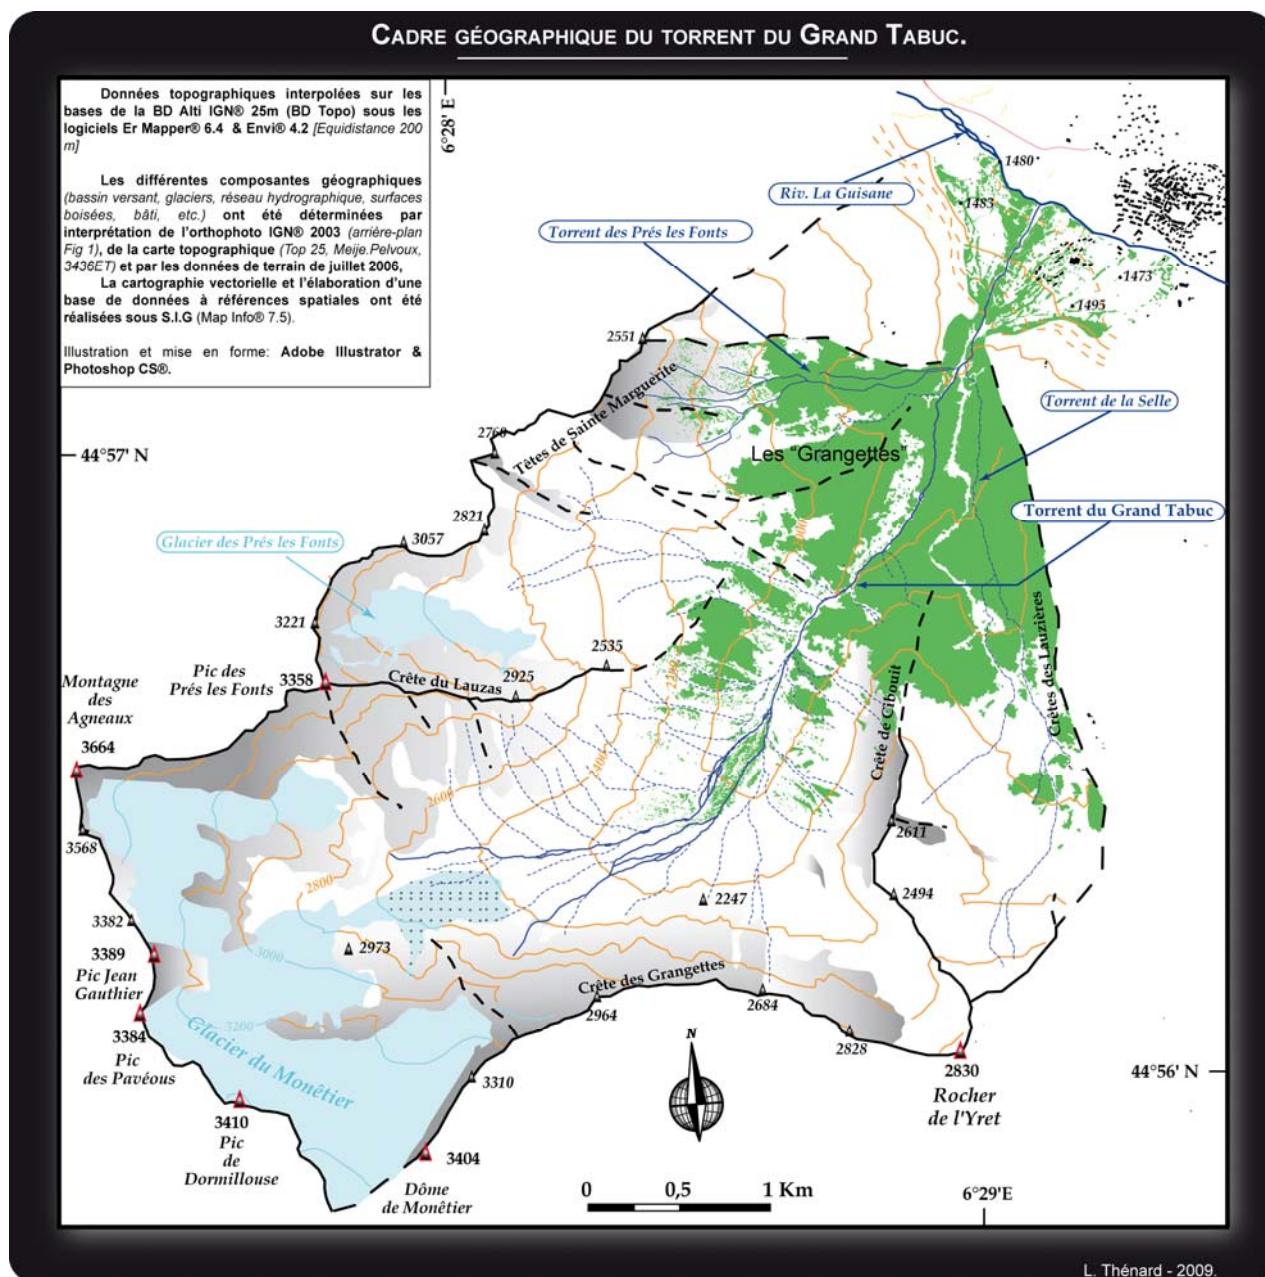 CADRE GÉOGRAPHIQUE DU TORRENT DU GRAND TABUC.
Données topographiques interpolées sur les
bases de la BD Alti IGN® 25m (BD Topo) sous les
logiciels Er Mapper® 6.4 & Envi® 4.2 [Equidistance 200
m]
Les différentes composantes géographiques
(bassin versant, glaciers, réseau hydrographique, surfaces
boisées, bâti, etc.) ont été déterminées par
interprétation de l'orthophoto IGN® 2003 (arrière-plan
Fig 1), de la carte topographique (Top 25, Meije.Pelvoux,
3436ET) et par les données de terrain de juillet 2006,
La cartographie vectorielle et l'élaboration d'une
base de données à références spatiales ont été
réalisées sous S.I.G (Map Info® 7.5).
Illustration et mise en forme: Adobe Illustrator &
Photoshop CS®.
6°28' E
1480
Riv. La Guisane
1483
Torrent des Prés les Fonts
1473
1495
2551
Têtes de Sainte Marguerite
Torrent de la Selle
2760
44°57' N
Les "Grangettes"
Torrent du Grand Tabuc
2821
2000
3057
Glacier des Prés les Fonts
3221
2535
Pic des
Prés les Fonts
3358
Crête du Lauzas
2925
2200
Crête de Cibouit
Crêtes des Lauzières
Montagne
des
Agneaux
3664
2400
2600
3568
2611
2800
2247
2494
3382
3389
2973
3000
Pic Jean
Gauthier
Crête des Grangettes
2684
2964
3384
3200
Glacier du Monêtier
2828
Pic
des Pavéous
3310
N
2830
44°56' N
Rocher
de l'Yret
3410
Pic
de
Dormillouse
3404
Dôme
de Monêtier
0 0,5 1 Km
6°29'E
L. Thénard - 2009.